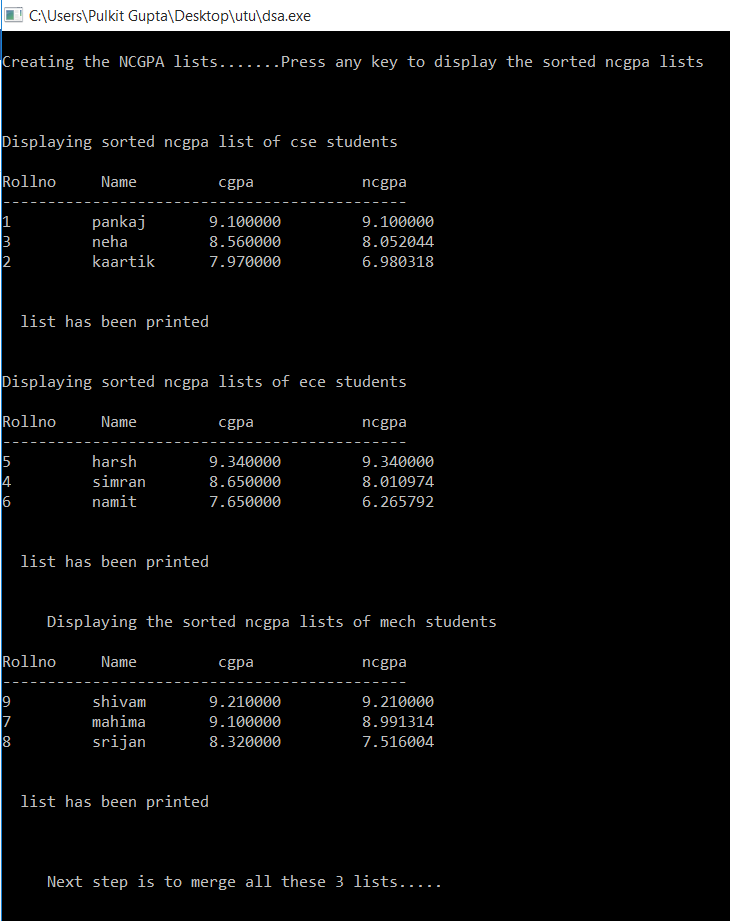 C:\Users\Pulkit Gupta\Desktop\utu\dsa.exe
Creating the NCGPA lists.......Press any key to display the sorted ncgpa lists
Displaying sorted ncgpa list of cse students
Rollno     Name         cgpa            ncgpa
---------------------------------------------
1         pankaj       9.100000         9.100000
3         neha         8.560000         8.052044
2         kaartik      7.970000         6.980318
  list has been printed
Displaying sorted ncgpa lists of ece students
Rollno     Name         cgpa            ncgpa
---------------------------------------------
5         harsh        9.340000         9.340000
4         simran       8.650000         8.010974
6         namit        7.650000         6.265792
  list has been printed
     Displaying the sorted ncgpa lists of mech students
Rollno     Name         cgpa            ncgpa
---------------------------------------------
9         shivam       9.210000         9.210000
7         mahima       9.100000         8.991314
8         srijan       8.320000         7.516004
  list has been printed
     Next step is to merge all these 3 lists.....